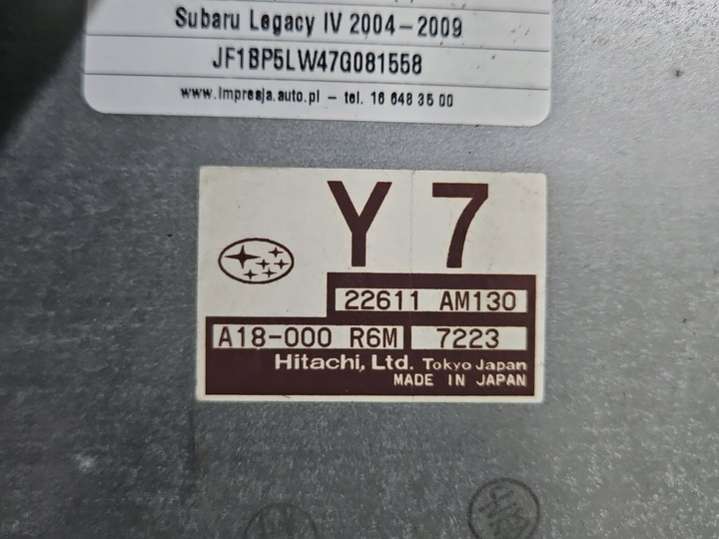 Subaru Legacy IV 2004-2009
JF1BP5LW47G081558
www.impresja.auto.pl - tel. 16 648 35 00
Y 7
22611 AM130
A18-000 R6M 7223
Hitachi, Ltd. Tokyo Japan
MADE IN JAPAN